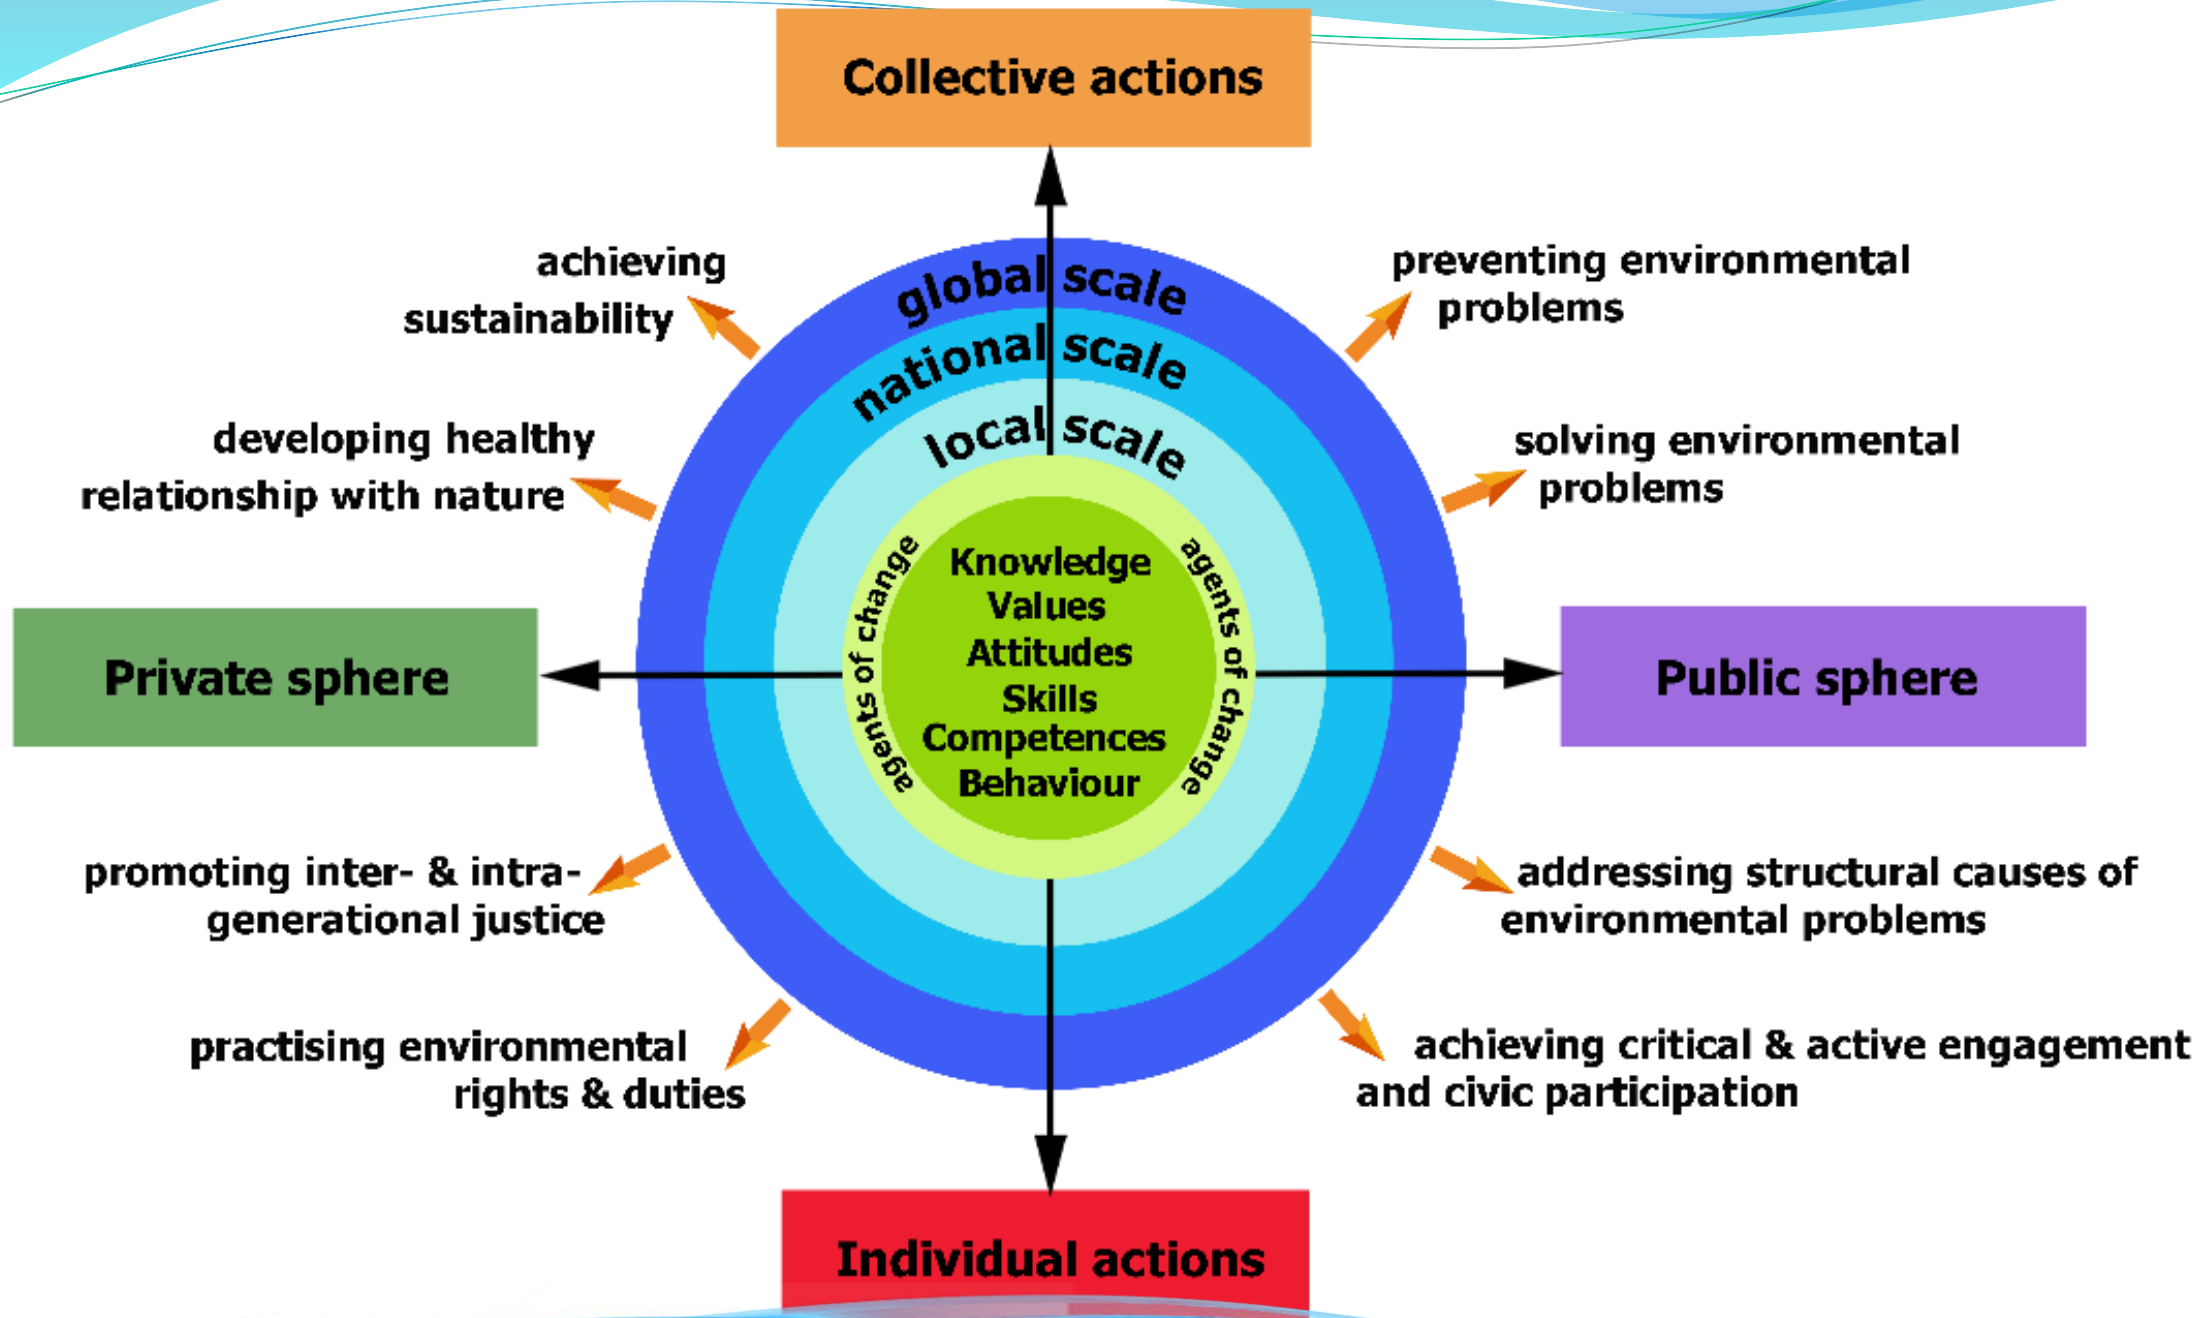 Collective actions
achieving
sustainability
preventing environmental
problems
global scale
national scale
local scale
developing healthy
relationship with nature
solving environmental
problems
agents of change
Knowledge
Values
Attitudes
Skills
Competences
Behaviour
agents of change
Private sphere
Public sphere
promoting inter- & intra-
generational justice
addressing structural causes of
environmental problems
practising environmental
rights & duties
achieving critical & active engagement
and civic participation
Individual actions